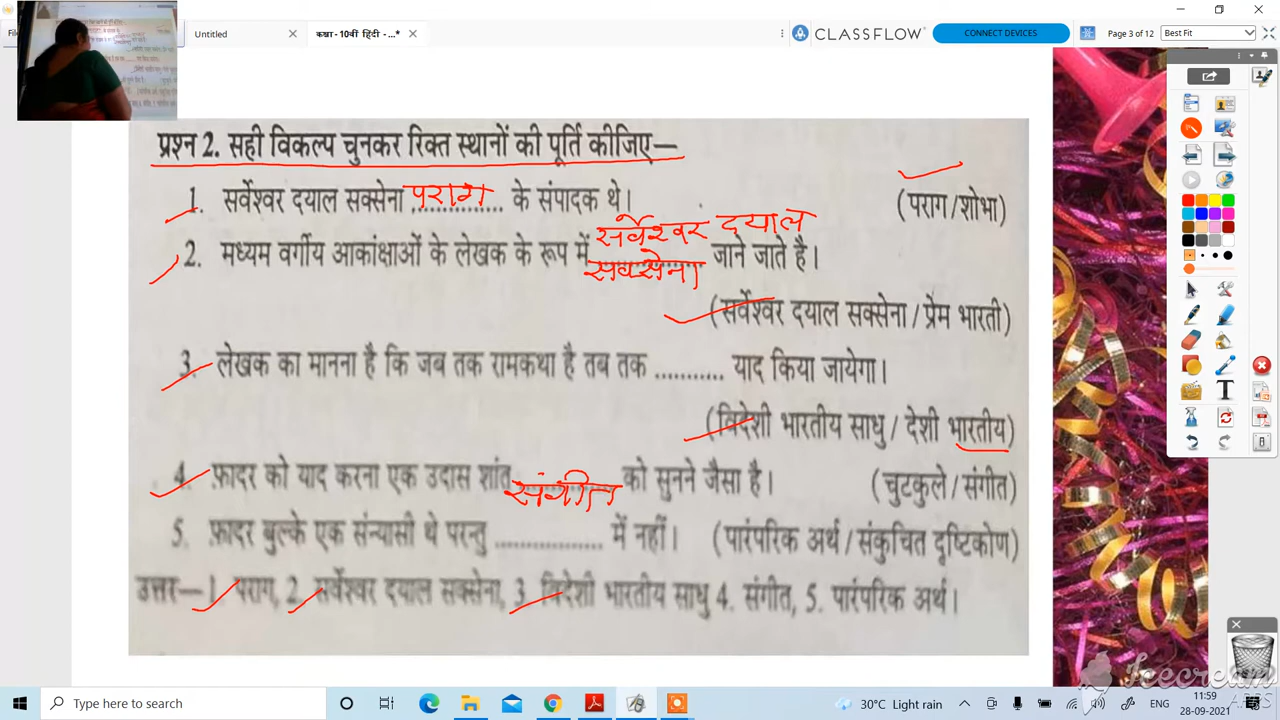 Untitled
कक्षा - 10वीं हिंदी - ...*
CLASSFLOW
CONNECT DEVICES
Page 3 of 12
Best Fit
प्रश्न 2. सही विकल्प चुनकर रिक्त स्थानों की पूर्ति कीजिए—
1. सर्वेश्वर दयाल सक्सेना पराग ............ के संपादक थे।
(पराग/शोभा)
सर्वेश्वर दयाल
2. मध्यम वर्गीय आकांक्षाओं के लेखक के रूप में ............ जाने जाते है।
सक्सेना
(सर्वेश्वर दयाल सक्सेना/प्रेम भारती)
3. लेखक का मानना है कि जब तक रामकथा है तब तक ........... याद किया जायेगा।
(विदेशी भारतीय साधु/देशी भारतीय)
4. फ़ादर को याद करना एक उदास शांत संगीत ............ को सुनने जैसा है। (चुटकुले/संगीत)
5. फ़ादर बुल्के एक संन्यासी थे परन्तु ................ में नहीं। (पारंपरिक अर्थ/संकुचित दृष्टिकोण)
उत्तर—1. पराग, 2. सर्वेश्वर दयाल सक्सेना, 3 विदेशी भारतीय साधु 4. संगीत, 5. पारंपरिक अर्थ।
Icecream
APPS
Type here to search
30°C Light rain
ENG
11:59
28-09-2021